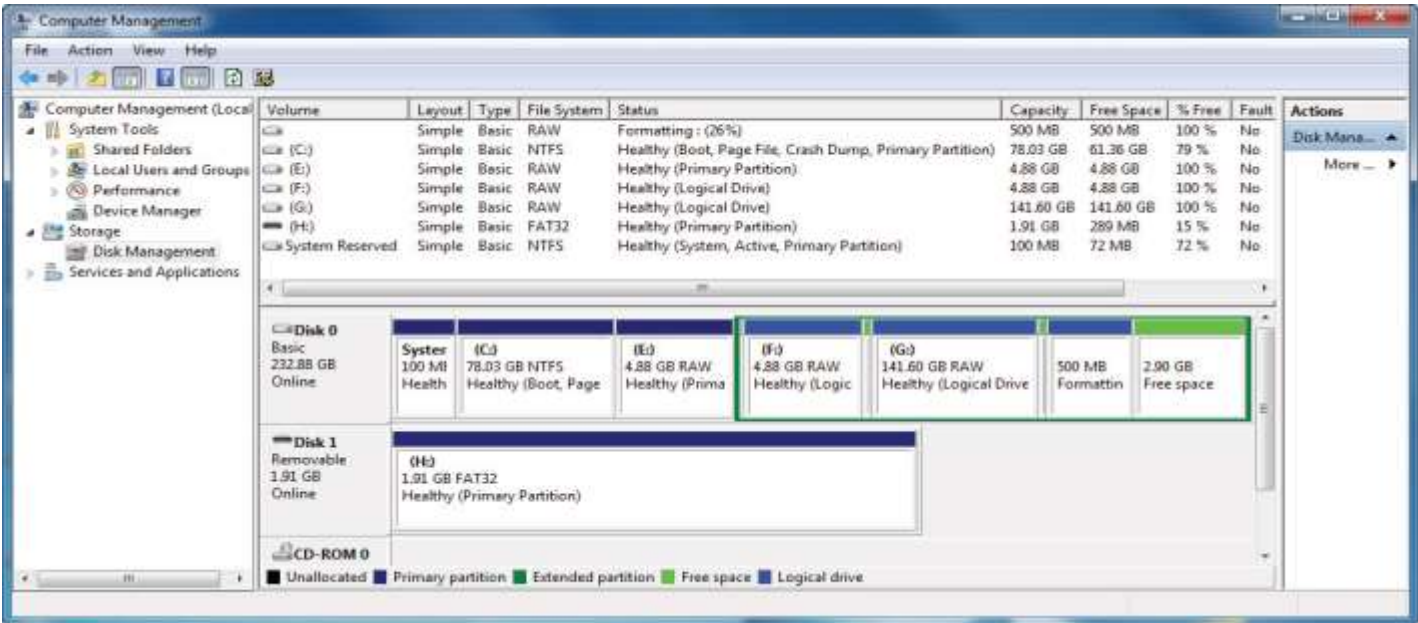 Computer Management
File Action View Help
Computer Management (Local
System Tools
Shared Folders
Local Users and Groups
Performance
Device Manager
Storage
Disk Management
Services and Applications
Volume Layout Type File System Status Capacity Free Space % Free Fault
Simple Basic RAW Formatting : (26%) 500 MB 500 MB 100 % No
(C:) Simple Basic NTFS Healthy (Boot, Page File, Crash Dump, Primary Partition) 78.03 GB 61.36 GB 79 % No
(E:) Simple Basic RAW Healthy (Primary Partition) 4.88 GB 4.88 GB 100 % No
(F:) Simple Basic RAW Healthy (Logical Drive) 4.88 GB 4.88 GB 100 % No
(G:) Simple Basic RAW Healthy (Logical Drive) 141.60 GB 141.60 GB 100 % No
(H:) Simple Basic FAT32 Healthy (Primary Partition) 1.91 GB 289 MB 15 % No
System Reserved Simple Basic NTFS Healthy (System, Active, Primary Partition) 100 MB 72 MB 72 % No
Actions
Disk Mana...
More ...
Disk 0
Basic
232.88 GB
Online
Syster
100 MB
Health
(C:)
78.03 GB NTFS
Healthy (Boot, Page
(E:)
4.88 GB RAW
Healthy (Prima
(F:)
4.88 GB RAW
Healthy (Logic
(G:)
141.60 GB RAW
Healthy (Logical Drive
500 MB
Formattin
2.90 GB
Free space
Disk 1
Removable
1.91 GB
Online
(H:)
1.91 GB FAT32
Healthy (Primary Partition)
CD-ROM 0
Unallocated Primary partition Extended partition Free space Logical drive